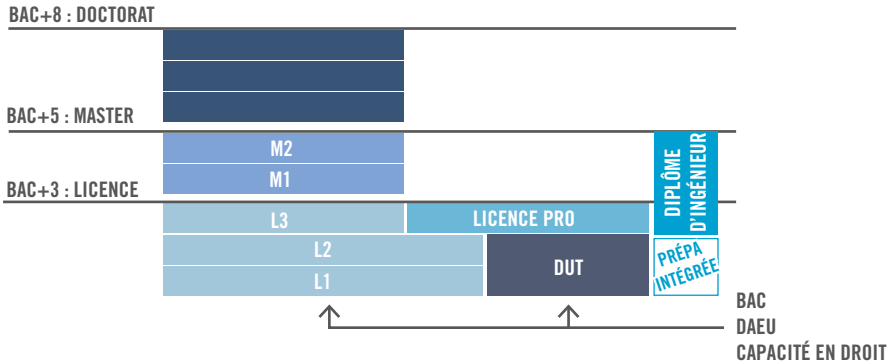 BAC+8 : DOCTORAT
BAC+5 : MASTER
M2
M1
BAC+3 : LICENCE
DIPLÔME
D'INGÉNIEUR
L3
LICENCE PRO
L2
L1
DUT
PRÉPA
INTÉGRÉE
BAC
DAEU
CAPACITÉ EN DROIT